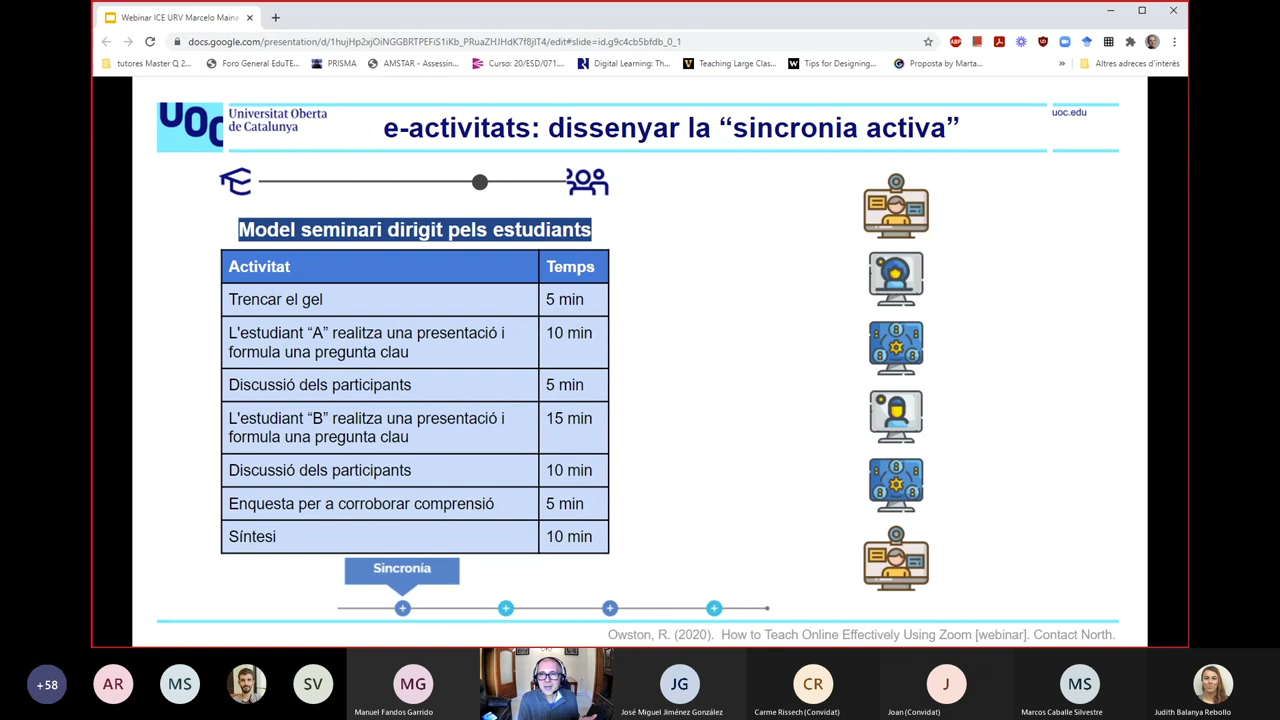 Webinar ICE URV Marcelo Maina
docs.google.com/presentation/d/1hujHp2xjOiNGGBRTPEFiS1iKb_PRuaZHJHdK7f8jlT4/edit#slide=id.g9c4cb5bfdb_0_1
ABP
tutores Master Q 2...
Foro General EduTE...
PRISMA
AMSTAR - Assessin...
Curso: 20/ESD/071....
Digital Learning: Th...
Teaching Large Clas...
Tips for Designing...
Proposta by Marta...
»
Altres adreces d'interès
UOC
Universitat Oberta
de Catalunya
e-activitats: dissenyar la “sincronia activa”
uoc.edu
Model seminari dirigit pels estudiants
Activitat Temps
Trencar el gel 5 min
L'estudiant “A” realitza una presentació i 10 min
formula una pregunta clau
Discussió dels participants 5 min
L'estudiant “B” realitza una presentació i 15 min
formula una pregunta clau
Discussió dels participants 10 min
Enquesta per a corroborar comprensió 5 min
Síntesi 10 min
Sincronía
Owston, R. (2020). How to Teach Online Effectively Using Zoom [webinar]. Contact North.
+58
AR
MS
SV
MG
JG
CR
J
MS
Manuel Fandos Garrido
José Miguel Jiménez González
Carme Rissech (Convidat)
Joan (Convidat)
Marcos Caballe Silvestre
Judith Balanya Rebollo